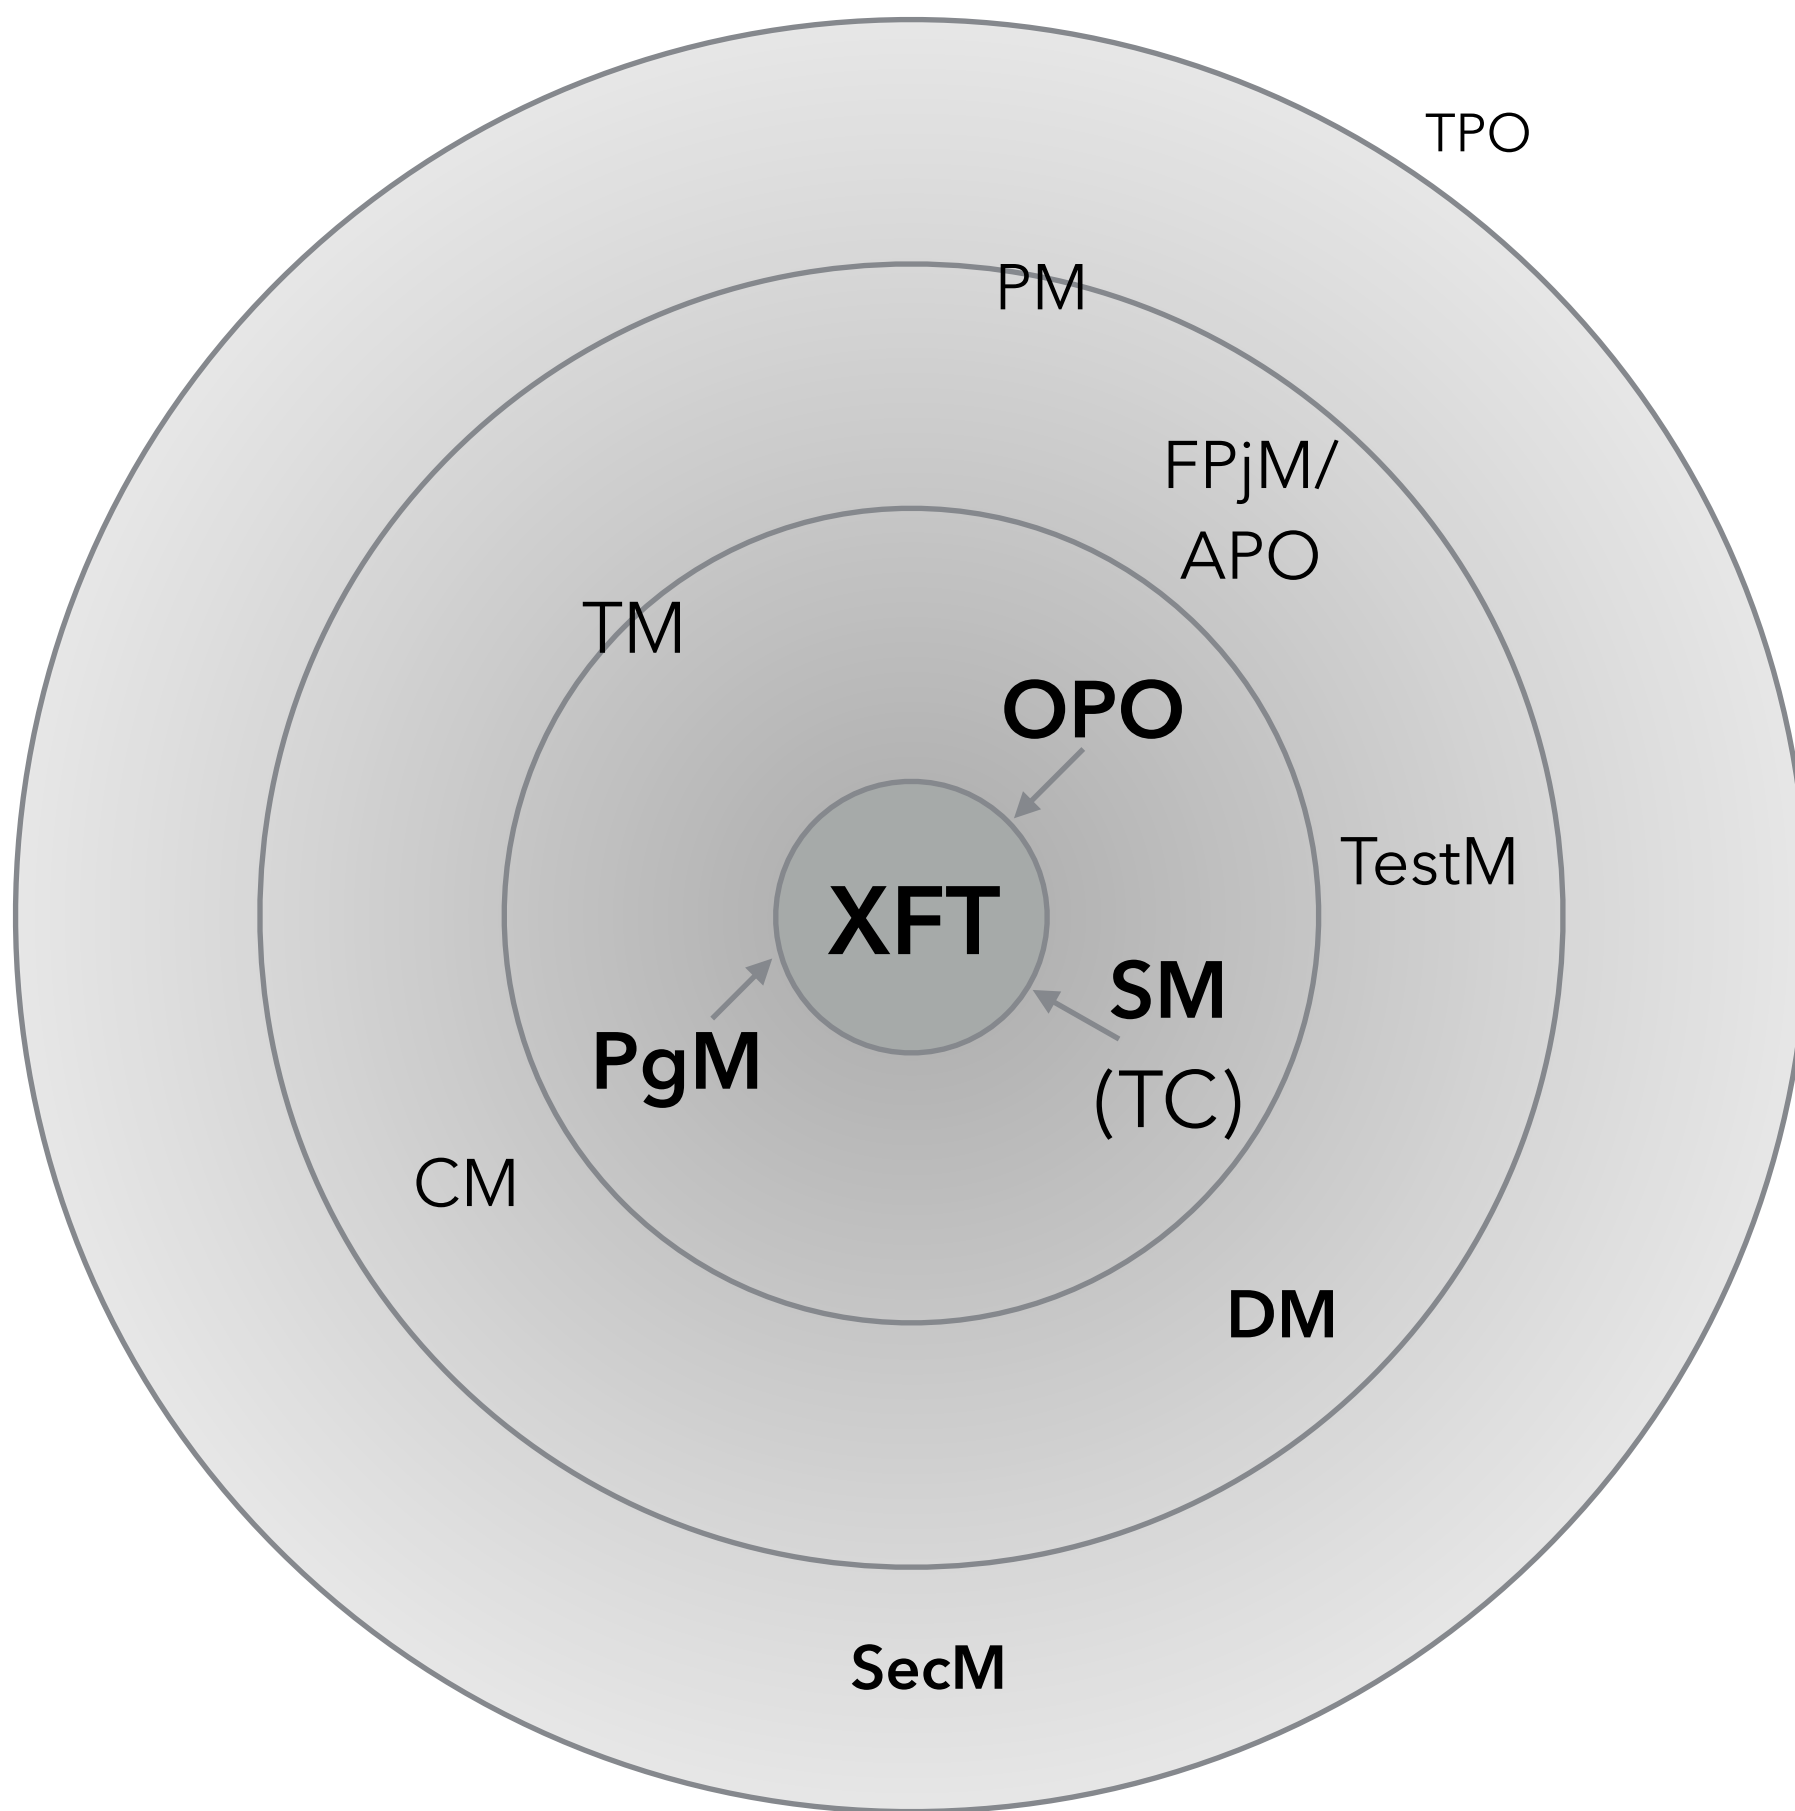 TPO
PM
FPjM/
APO
TM
OPO
TestM
XFT
SM
PgM
(TC)
CM
DM
SecM